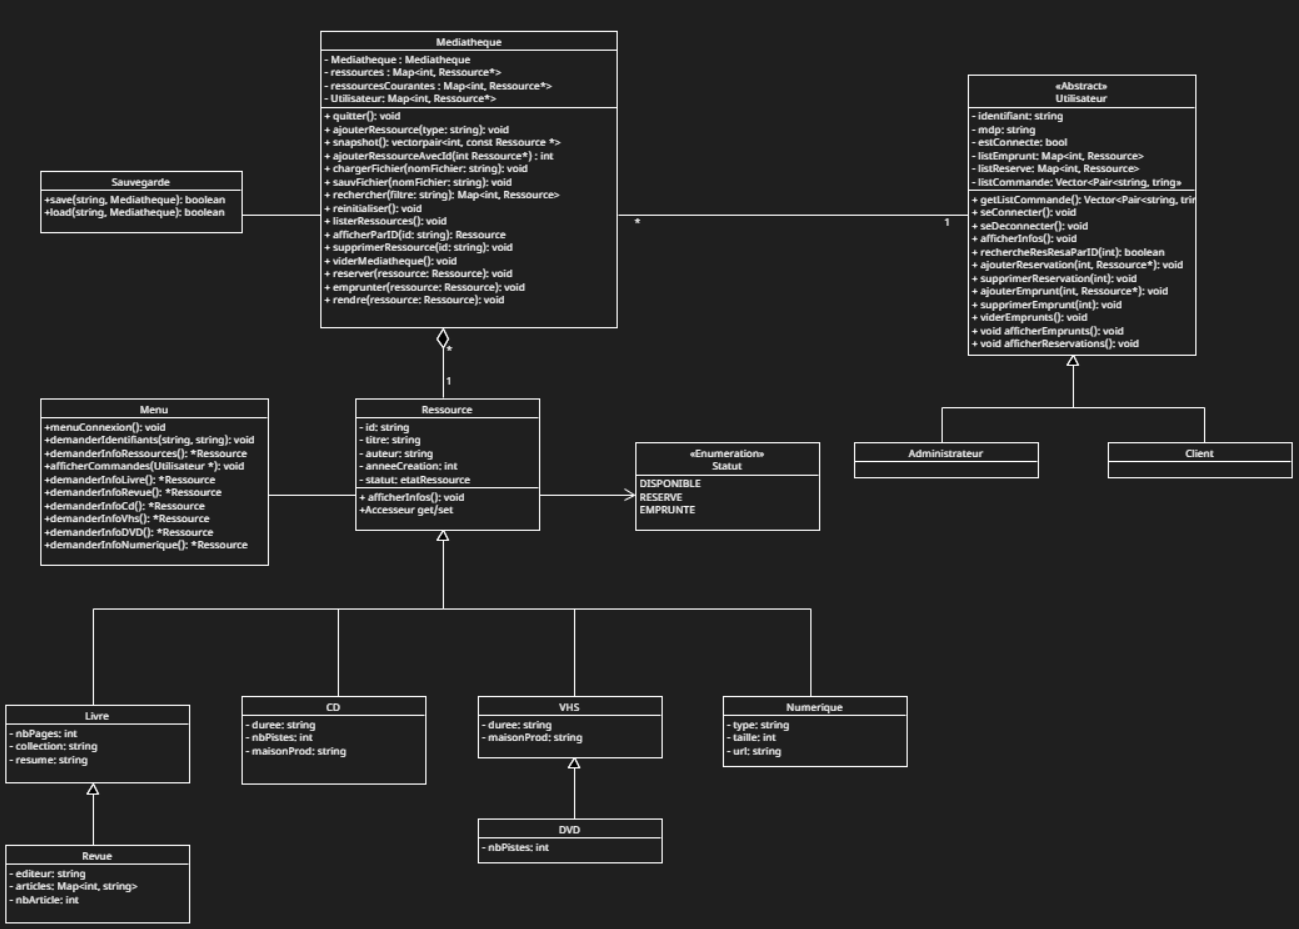 Mediatheque
- Mediatheque : Mediatheque
- ressources : Map<int, Ressource*>
- ressourcesCourantes : Map<int, Ressource*>
- Utilisateur: Map<int, Ressource*>
+ quitter(): void
+ ajouterRessource(type: string): void
+ snapshot(): vectorpair<int, const Ressource *>
+ ajouterRessourceAvecId(int Ressource*) : int
+ chargerFichier(nomFichier: string): void
+ sauvFichier(nomFichier: string): void
+ rechercher(filtre: string): Map<int, Ressource>
+ reinitialiser(): void
+ listerRessources(): void
+ afficherParID(id: string): Ressource
+ supprimerRessource(id: string): void
+ viderMediatheque(): void
+ reserver(ressource: Ressource): void
+ emprunter(ressource: Ressource): void
+ rendre(ressource: Ressource): void
«Abstract»
Utilisateur
- identifiant: string
- mdp: string
- estConnecte: bool
- listEmprunt: Map<int, Ressource>
- listReserve: Map<int, Ressource>
- listCommande: Vector<Pair<string, tring»
+ getListCommande(): Vector<Pair<string, trin
+ seConnecter(): void
+ seDeconnecter(): void
+ afficherInfos(): void
+ rechercheResResaParID(int): boolean
+ ajouterReservation(int, Ressource*): void
+ supprimerReservation(int): void
+ ajouterEmprunt(int, Ressource*): void
+ supprimerEmprunt(int): void
+ viderEmprunts(): void
+ void afficherEmprunts(): void
+ void afficherReservations(): void
Sauvegarde
+save(string, Mediatheque): boolean
+load(string, Mediatheque): boolean
*
1
*
1
Menu
+menuConnexion(): void
+demanderIdentifiants(string, string): void
+demanderInfoRessources(): *Ressource
+afficherCommandes(Utilisateur *): void
+demanderInfoLivre(): *Ressource
+demanderInfoRevue(): *Ressource
+demanderInfoCd(): *Ressource
+demanderInfoVhs(): *Ressource
+demanderInfoDVD(): *Ressource
+demanderInfoNumerique(): *Ressource
Ressource
- id: string
- titre: string
- auteur: string
- anneeCreation: int
- statut: etatRessource
+ afficherInfos(): void
+Accesseur get/set
«Enumeration»
Statut
DISPONIBLE
RESERVE
EMPRUNTE
Administrateur
Client
Livre
- nbPages: int
- collection: string
- resume: string
CD
- duree: string
- nbPistes: int
- maisonProd: string
VHS
- duree: string
- maisonProd: string
Numerique
- type: string
- taille: int
- url: string
DVD
- nbPistes: int
Revue
- editeur: string
- articles: Map<int, string>
- nbArticle: int